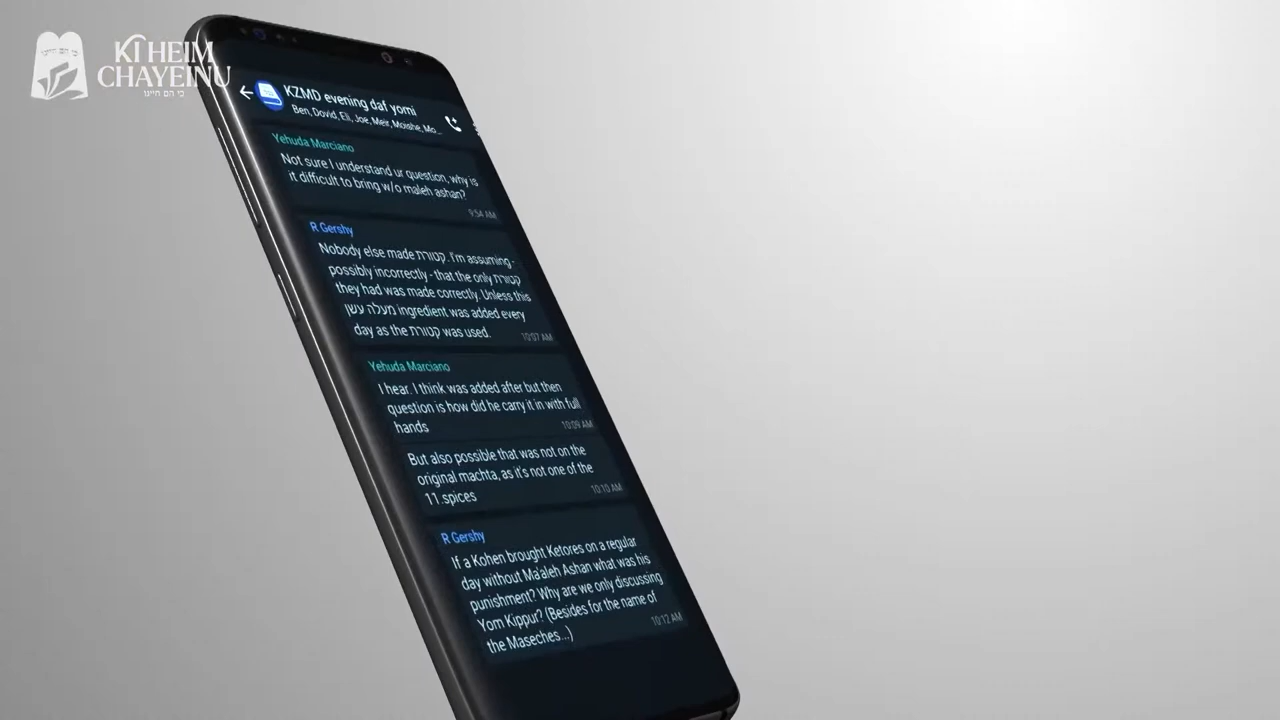 KI HEIM
CHAYEINU
כי הם חיינו
KZMD evening daf yomi
Ben, Dovid, Eli, Joe, Meir, Moishe, Mo...
Yehuda Marciano
Not sure I understand ur question, why is
it difficult to bring w/o maleh ashan?
9:54 AM
R Gershy
Nobody else made קטורת. I'm assuming -
possibly incorrectly - that the only קטורת
they had was made correctly. Unless this
מעלה עשן ingredient was added every
day as the קטורת was used.
10:07 AM
Yehuda Marciano
I hear. I think was added after but then
question is how did he carry it in with full
hands
10:09 AM
But also possible that was not on the
original machta, as it's not one of the
11 spices
10:10 AM
R Gershy
If a Kohen brought Ketores on a regular
day without Ma'aleh Ashan what was his
punishment? Why are we only discussing
Yom Kippur? (Besides for the name of
the Maseches...)
10:12 AM